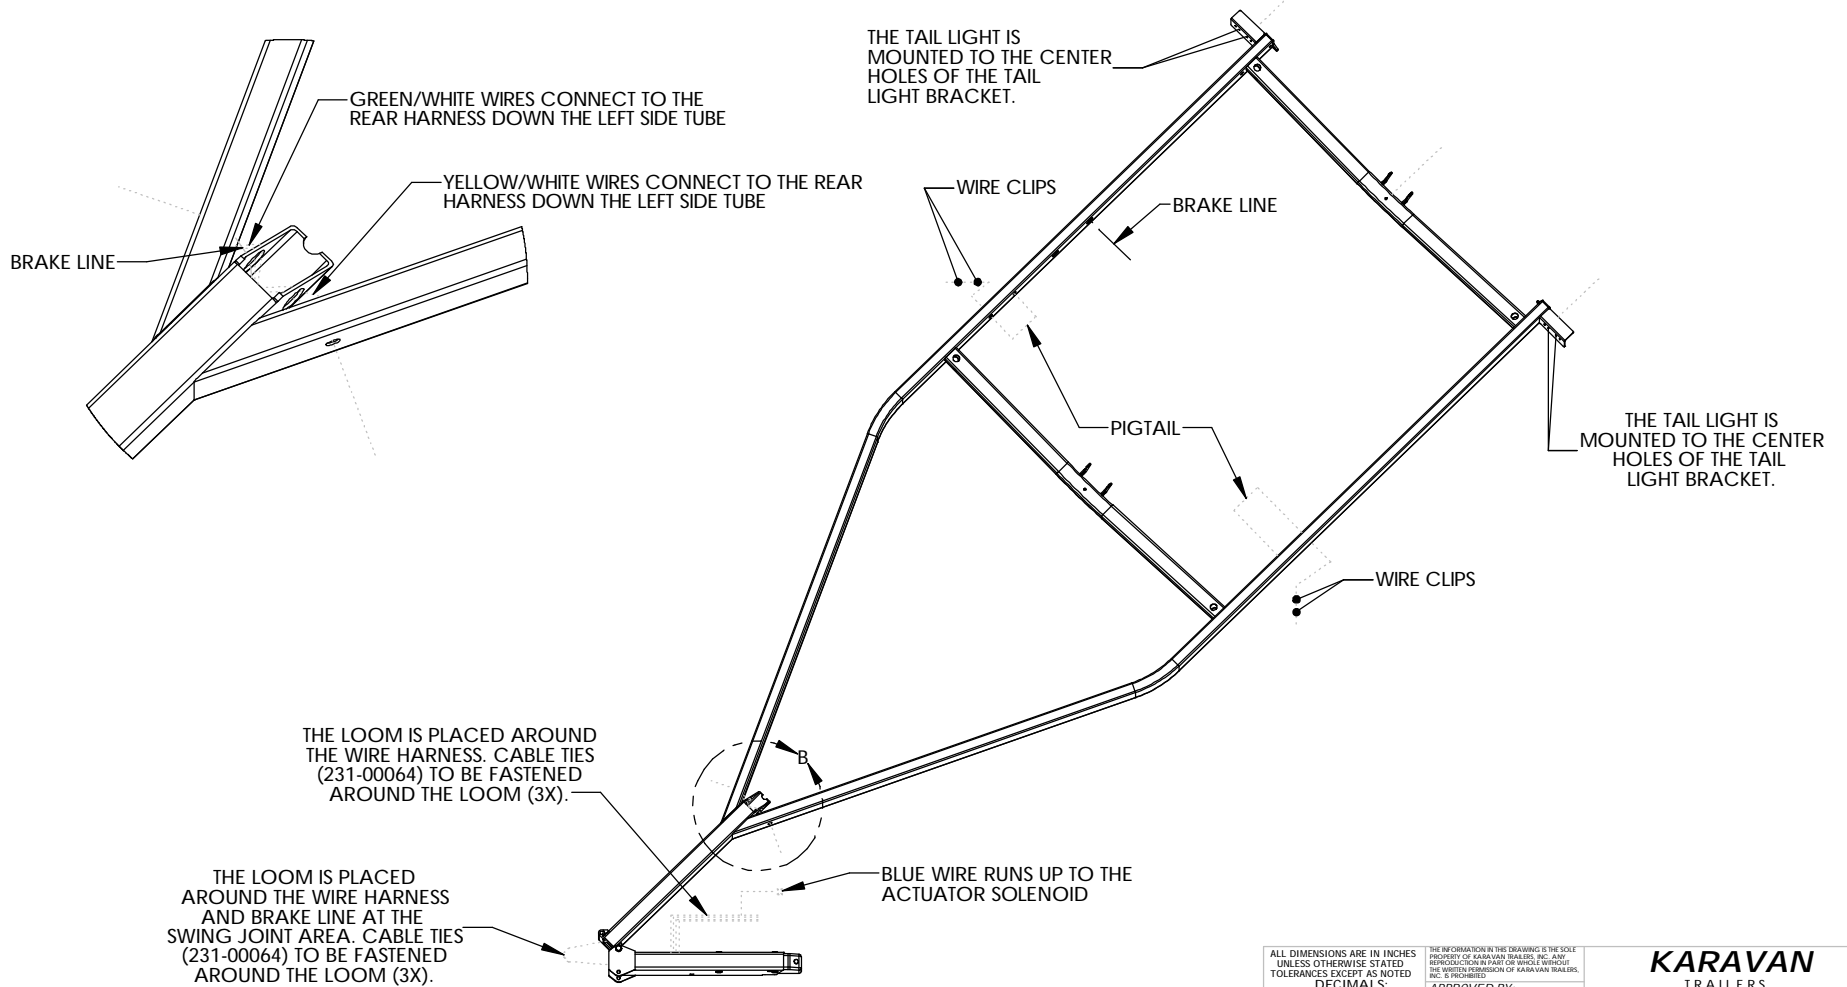 THE TAIL LIGHT IS
MOUNTED TO THE CENTER
HOLES OF THE TAIL
LIGHT BRACKET.
GREEN/WHITE WIRES CONNECT TO THE
REAR HARNESS DOWN THE LEFT SIDE TUBE
YELLOW/WHITE WIRES CONNECT TO THE REAR
HARNESS DOWN THE LEFT SIDE TUBE
BRAKE LINE
WIRE CLIPS
BRAKE LINE
PIGTAIL
THE TAIL LIGHT IS
MOUNTED TO THE CENTER
HOLES OF THE TAIL
LIGHT BRACKET.
WIRE CLIPS
THE LOOM IS PLACED AROUND
THE WIRE HARNESS. CABLE TIES
(231-00064) TO BE FASTENED
AROUND THE LOOM (3X).
B
THE LOOM IS PLACED
AROUND THE WIRE HARNESS
AND BRAKE LINE AT THE
SWING JOINT AREA. CABLE TIES
(231-00064) TO BE FASTENED
AROUND THE LOOM (3X).
BLUE WIRE RUNS UP TO THE
ACTUATOR SOLENOID
ALL DIMENSIONS ARE IN INCHES
UNLESS OTHERWISE STATED
TOLERANCES EXCEPT AS NOTED
DECIMALS:
THE INFORMATION IN THIS DRAWING IS THE SOLE
PROPERTY OF KARAVAN TRAILERS, INC. ANY
REPRODUCTION IN PART OR WHOLE WITHOUT
THE WRITTEN PERMISSION OF KARAVAN TRAILERS,
INC. IS PROHIBITED
APPROVED BY:
KARAVAN
TRAILERS